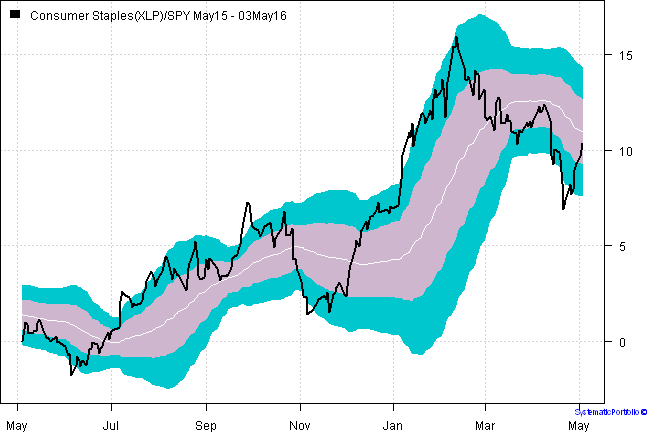 Consumer Staples(XLP)/SPY May15 - 03May16
15
10
5
0
May Jul Sep Nov Jan Mar May
SystematicPortfolio ©